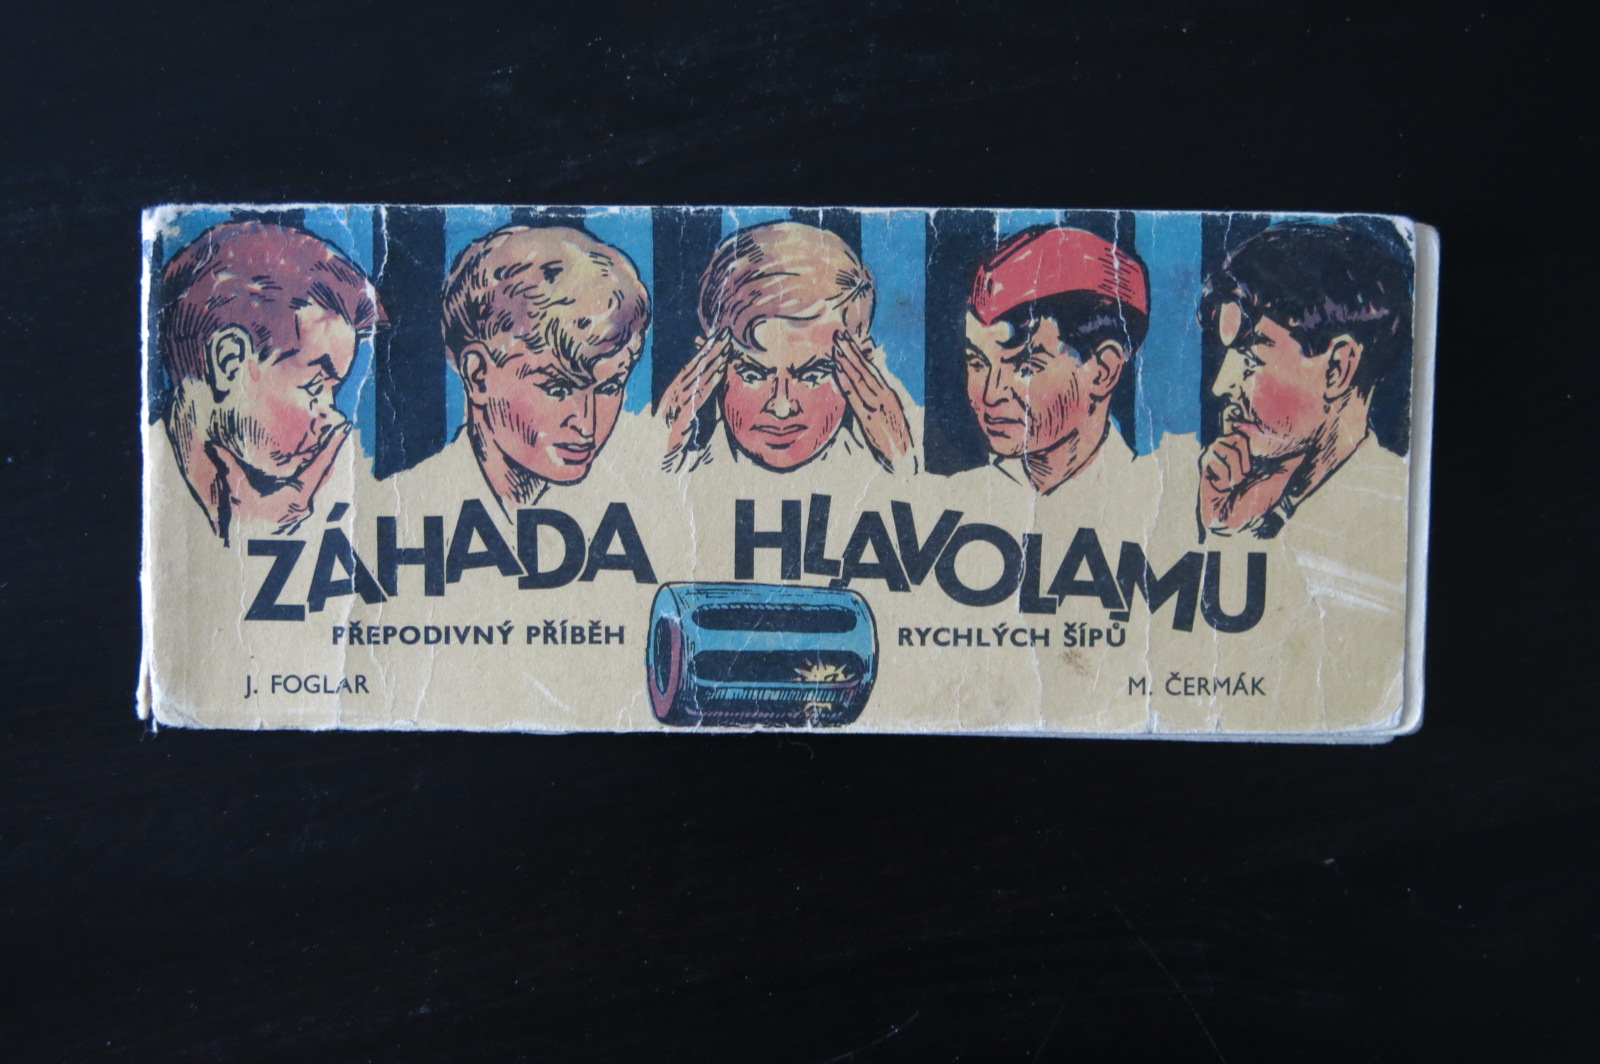 ZÁHADA HLAVOLAMU
PŘEPODIVNÝ PŘÍBĚH RYCHLÝCH ŠÍPŮ
J. FOGLAR M. ČERMÁK